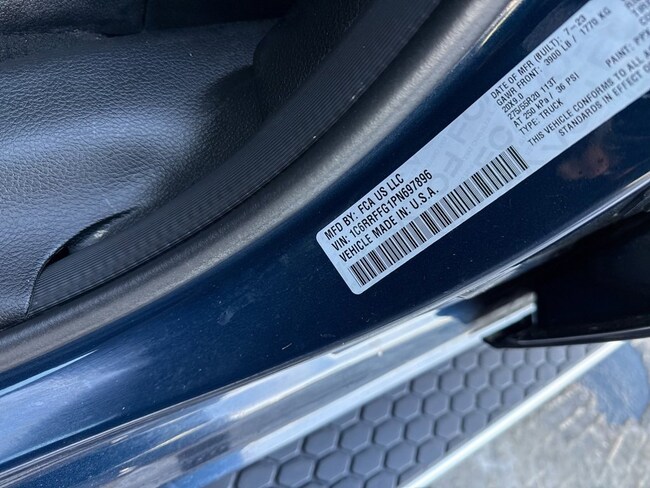 MFD BY: FCA US LLC
VIN: 1C6RRFFG1PN697896
VEHICLE MADE IN: U.S.A.
DATE OF MFR (BUILT): 7-23
GAWR FRONT: 3900 LB / 1770 KG
20X9.0
275/55R20 113T
AT 250 kPa / 36 PSI
TYPE: TRUCK
PAINT:
THIS VEHICLE CONFORMS TO ALL
STANDARDS IN EFFECT